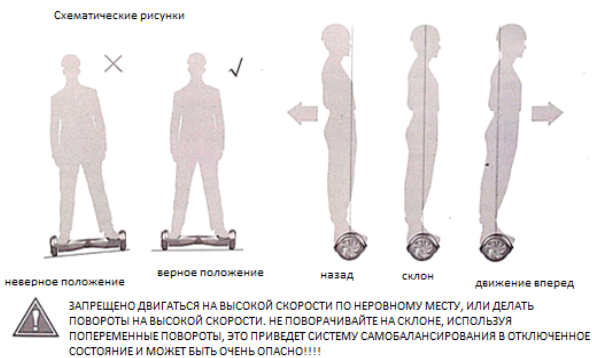 Схематические рисунки
неверное положение
верное положение
назад
склон
движение вперед
ЗАПРЕЩЕНО ДВИГАТЬСЯ НА ВЫСОКОЙ СКОРОСТИ ПО НЕРОВНОМУ МЕСТУ, ИЛИ ДЕЛАТЬ
ПОВОРОТЫ НА ВЫСОКОЙ СКОРОСТИ. НЕ ПОВОРАЧИВАЙТЕ НА СКЛОНЕ, ИСПОЛЬЗУЯ
ПОПЕРЕМЕННЫЕ ПОВОРОТЫ, ЭТО ПРИВЕДЕТ СИСТЕМУ САМОБАЛАНСИРОВАНИЯ В ОТКЛЮЧЕННОЕ
СОСТОЯНИЕ И МОЖЕТ БЫТЬ ОЧЕНЬ ОПАСНО!!!!